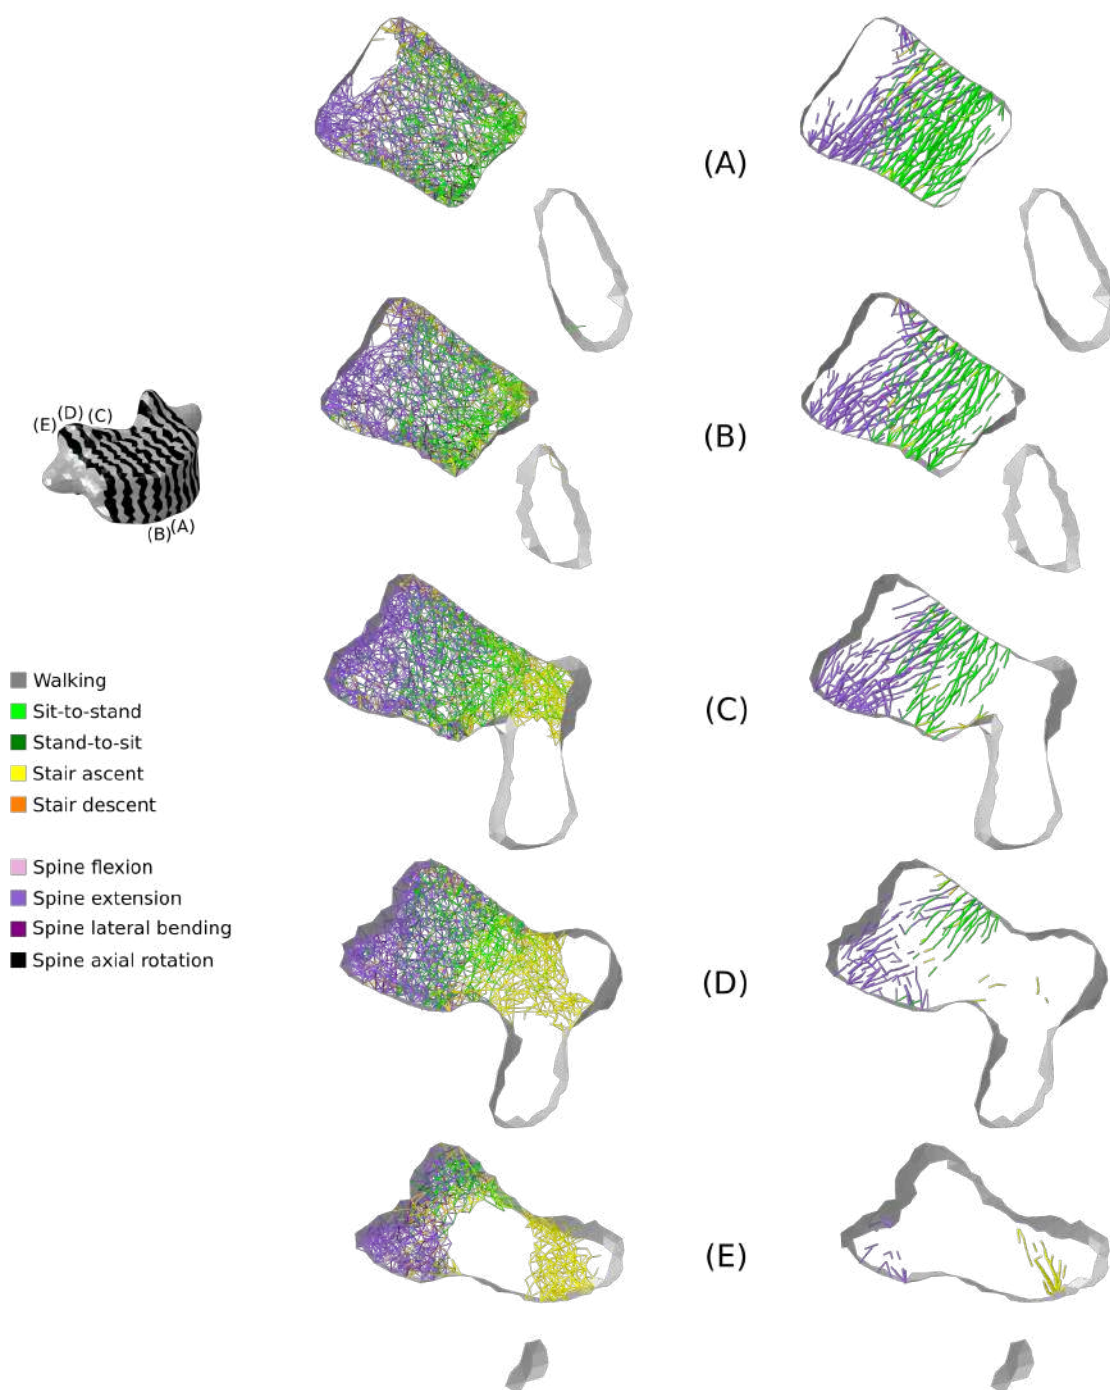 (A)
(B)
(E)
(D)
(C)
(B)
(A)
Walking
Sit-to-stand
Stand-to-sit
Stair ascent
Stair descent
Spine flexion
Spine extension
Spine lateral bending
Spine axial rotation
(C)
(D)
(E)